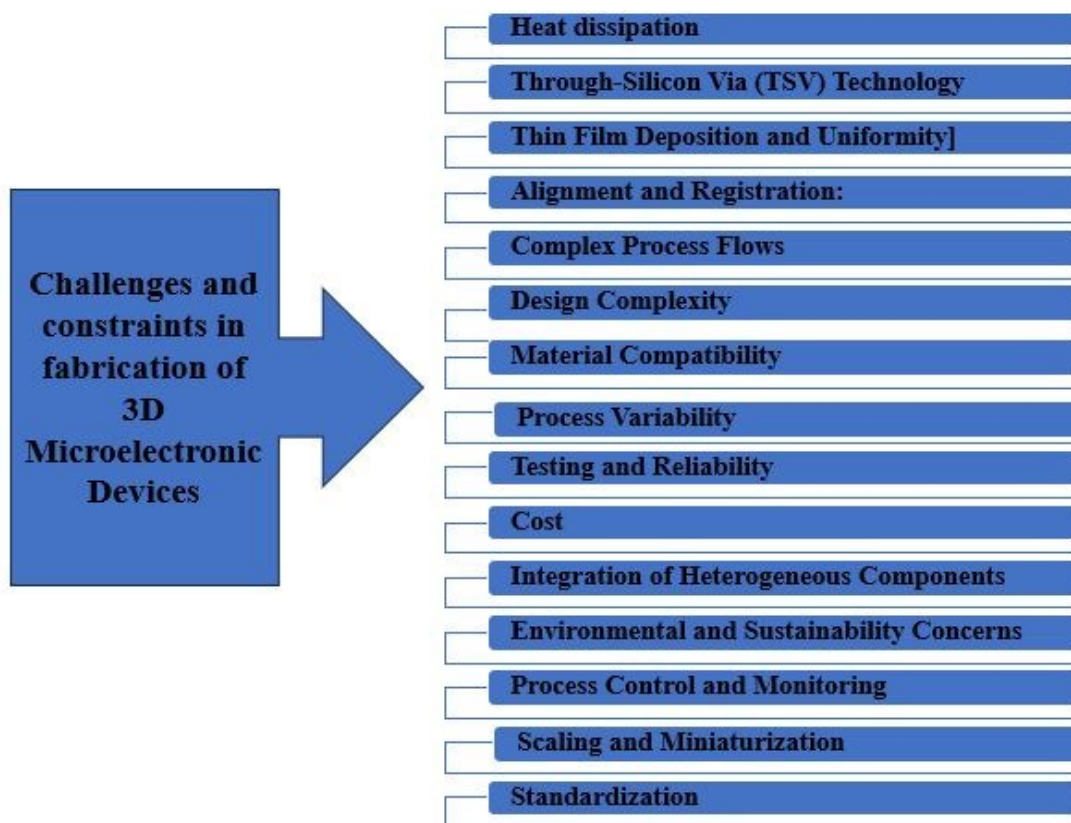 Heat dissipation
Through-Silicon Via (TSV) Technology
Thin Film Deposition and Uniformity]
Alignment and Registration:
Complex Process Flows
Challenges and
constraints in
fabrication of
3D
Microelectronic
Devices
Design Complexity
Material Compatibility
Process Variability
Testing and Reliability
Cost
Integration of Heterogeneous Components
Environmental and Sustainability Concerns
Process Control and Monitoring
Scaling and Miniaturization
Standardization